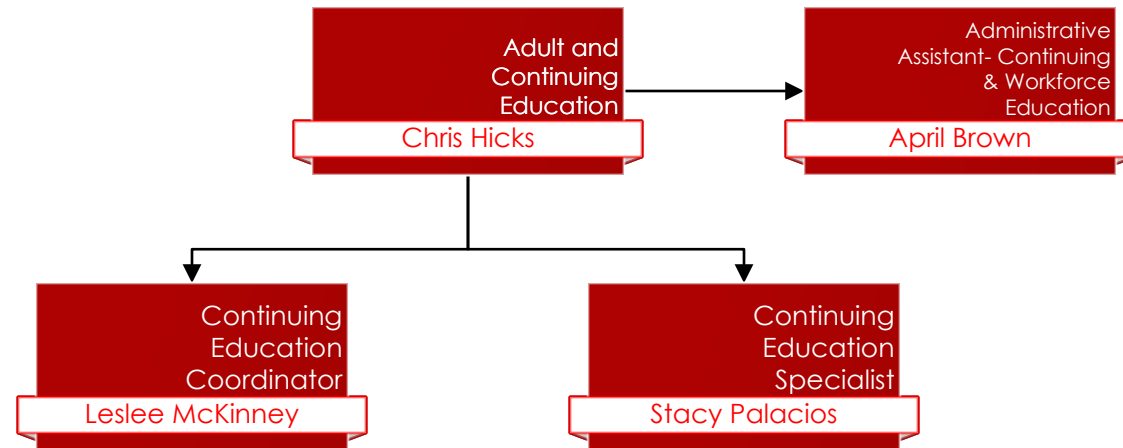 Adult and
Continuing
Education
Chris Hicks
Administrative
Assistant- Continuing
& Workforce
Education
April Brown
Continuing
Education
Coordinator
Leslee McKinney
Continuing
Education
Specialist
Stacy Palacios